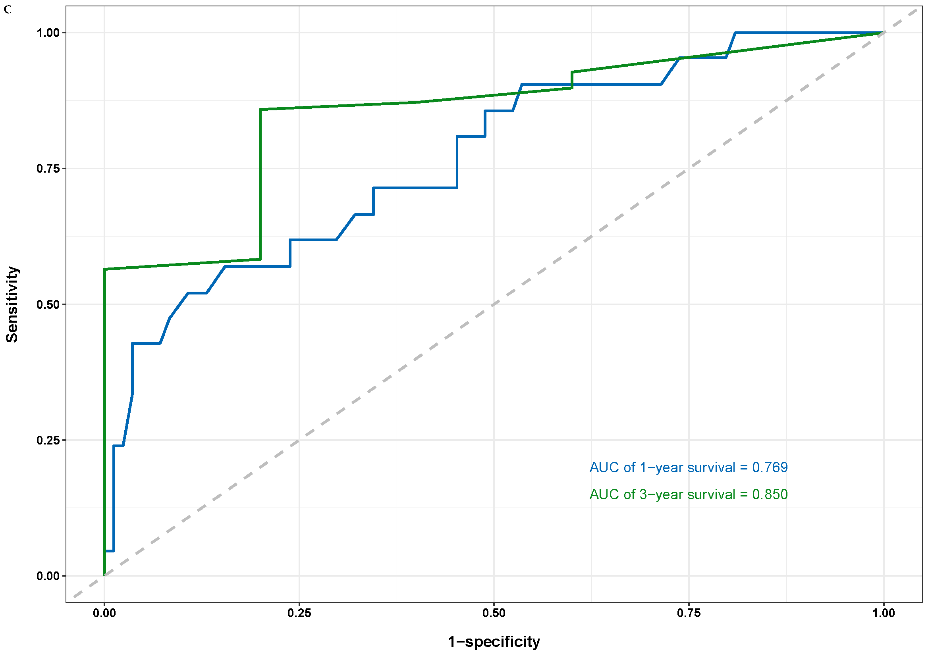 C
1.00
0.75
0.50
0.25
0.00
Sensitivity
AUC of 1−year survival = 0.769
AUC of 3−year survival = 0.850
0.00 0.25 0.50 0.75 1.00
1−specificity